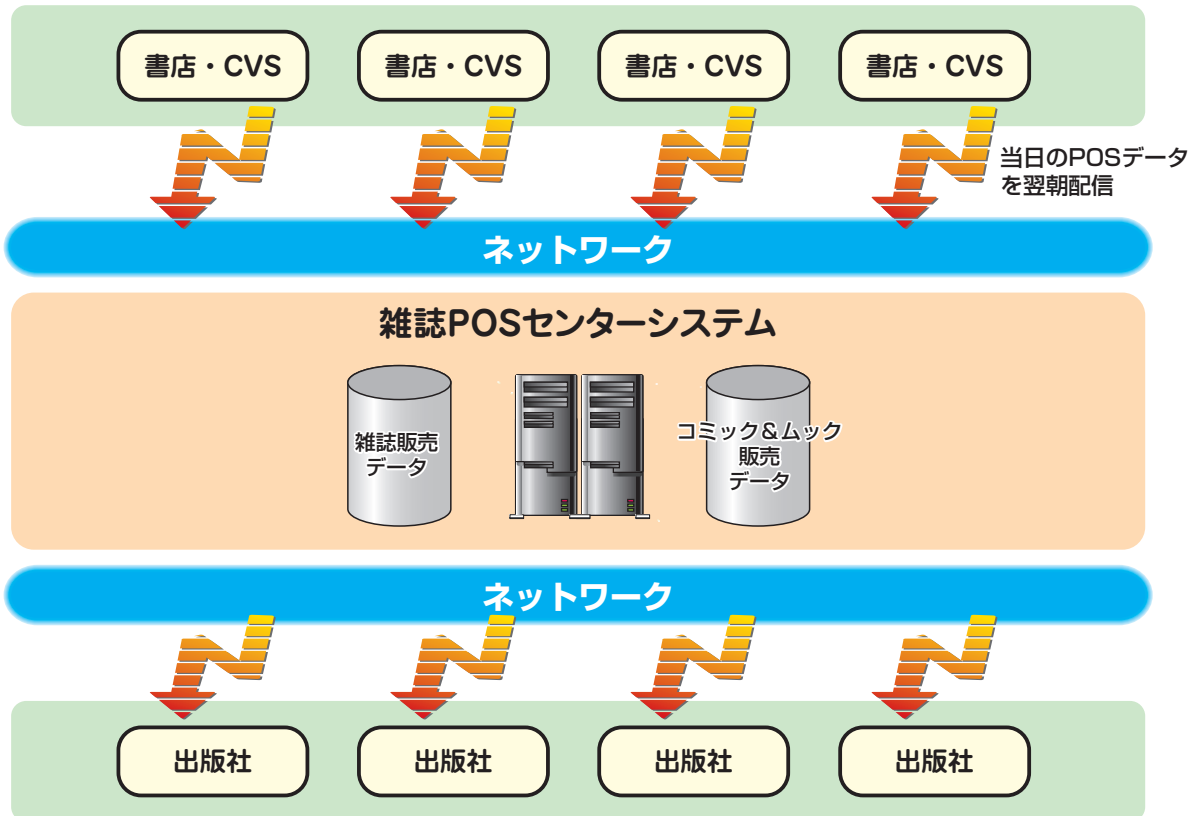 書店・CVS
書店・CVS
書店・CVS
書店・CVS
当日のPOSデータ
を翌朝配信
ネットワーク
雑誌POSセンターシステム
雑誌販売
データ
コミック＆ムック
販売
データ
ネットワーク
出版社
出版社
出版社
出版社